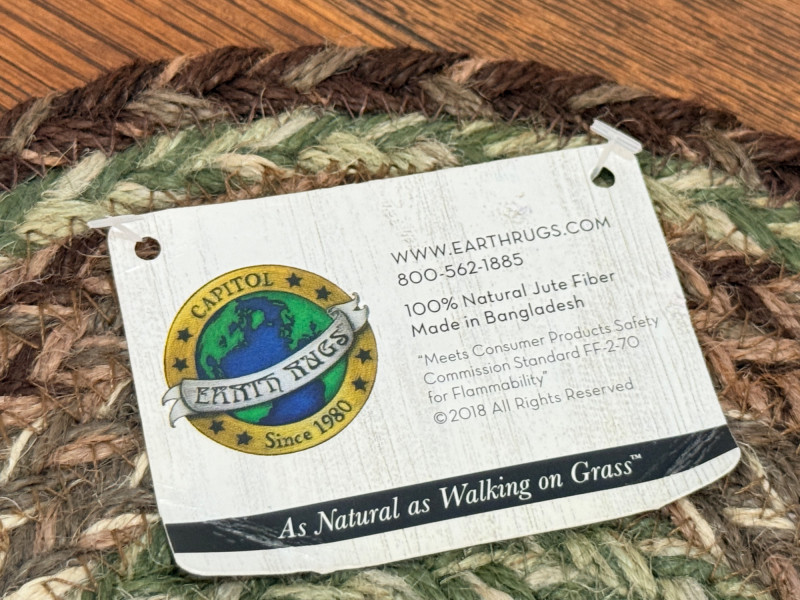 CAPITOL
EARTH RUGS
Since 1980
WWW.EARTHRUGS.COM
800-562-1885
100% Natural Jute Fiber
Made in Bangladesh
"Meets Consumer Products Safety
Commission Standard FF-2-70
for Flammability"
©2018 All Rights Reserved
As Natural as Walking on Grass™